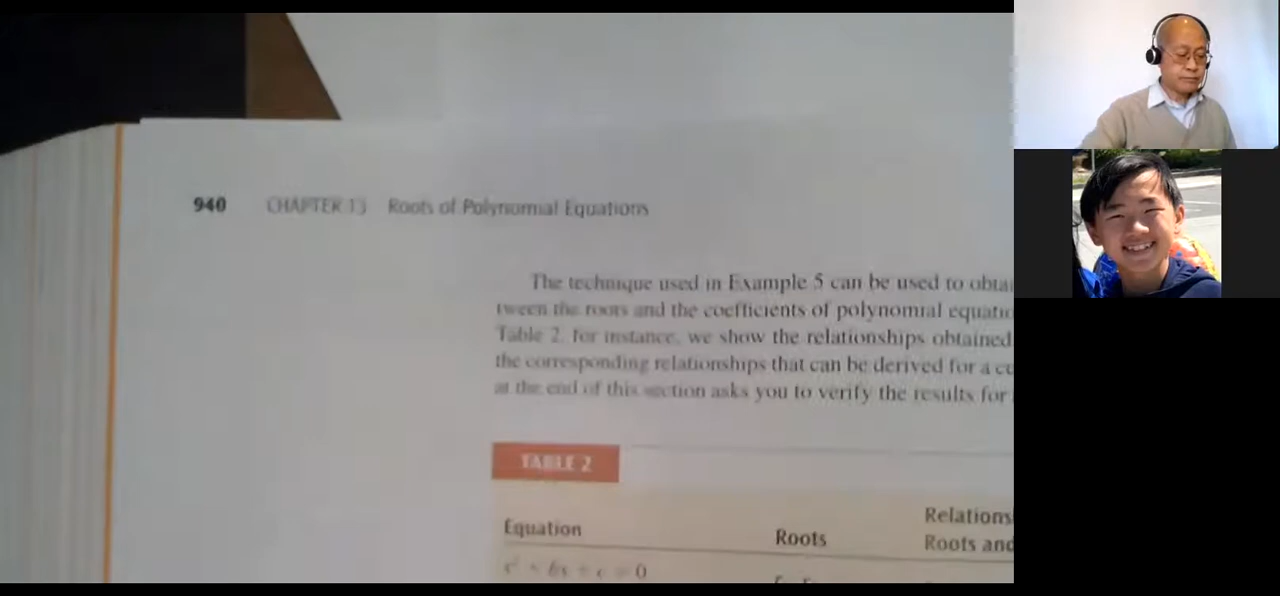 940 CHAPTER 13 Roots of Polynomial Equations
The technique used in Example 5 can be used to obtai
tween the roots and the coefficients of polynomial equatio
Table 2, for instance, we show the relationships obtained
the corresponding relationships that can be derived for a cu
at the end of this section asks you to verify the results for
TABLE 2
Equation Roots Relations
Roots and